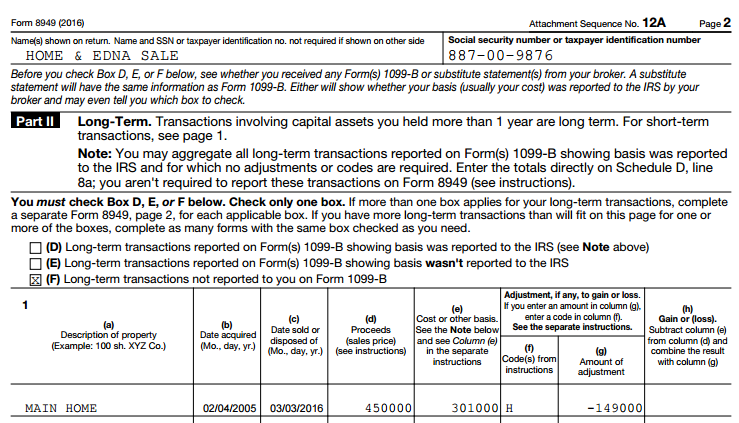 Form 8949 (2016) Attachment Sequence No. 12A Page 2
Name(s) shown on return. Name and SSN or taxpayer identification no. not required if shown on other side Social security number or taxpayer identification number
HOME & EDNA SALE 887-00-9876
Before you check Box D, E, or F below, see whether you received any Form(s) 1099-B or substitute statement(s) from your broker. A substitute
statement will have the same information as Form 1099-B. Either will show whether your basis (usually your cost) was reported to the IRS by your
broker and may even tell you which box to check.
Part II Long-Term. Transactions involving capital assets you held more than 1 year are long term. For short-term
transactions, see page 1.
Note: You may aggregate all long-term transactions reported on Form(s) 1099-B showing basis was reported
to the IRS and for which no adjustments or codes are required. Enter the totals directly on Schedule D, line
8a; you aren't required to report these transactions on Form 8949 (see instructions).
You must check Box D, E, or F below. Check only one box. If more than one box applies for your long-term transactions, complete
a separate Form 8949, page 2, for each applicable box. If you have more long-term transactions than will fit on this page for one or
more of the boxes, complete as many forms with the same box checked as you need.
(D) Long-term transactions reported on Form(s) 1099-B showing basis was reported to the IRS (see Note above)
(E) Long-term transactions reported on Form(s) 1099-B showing basis wasn't reported to the IRS
(F) Long-term transactions not reported to you on Form 1099-B
1
(a)
Description of property
(Example: 100 sh. XYZ Co.)
(b)
Date acquired
(Mo., day, yr.)
(c)
Date sold or
disposed of
(Mo., day, yr.)
(d)
Proceeds
(sales price)
(see instructions)
(e)
Cost or other basis.
See the Note below
and see Column (e)
in the separate
instructions
Adjustment, if any, to gain or loss.
If you enter an amount in column (g),
enter a code in column (f).
See the separate instructions.
(f)
Code(s) from
instructions
(g)
Amount of
adjustment
(h)
Gain or (loss).
Subtract column (e)
from column (d) and
combine the result
with column (g)
MAIN HOME 02/04/2005 03/03/2016 450000 301000 H -149000